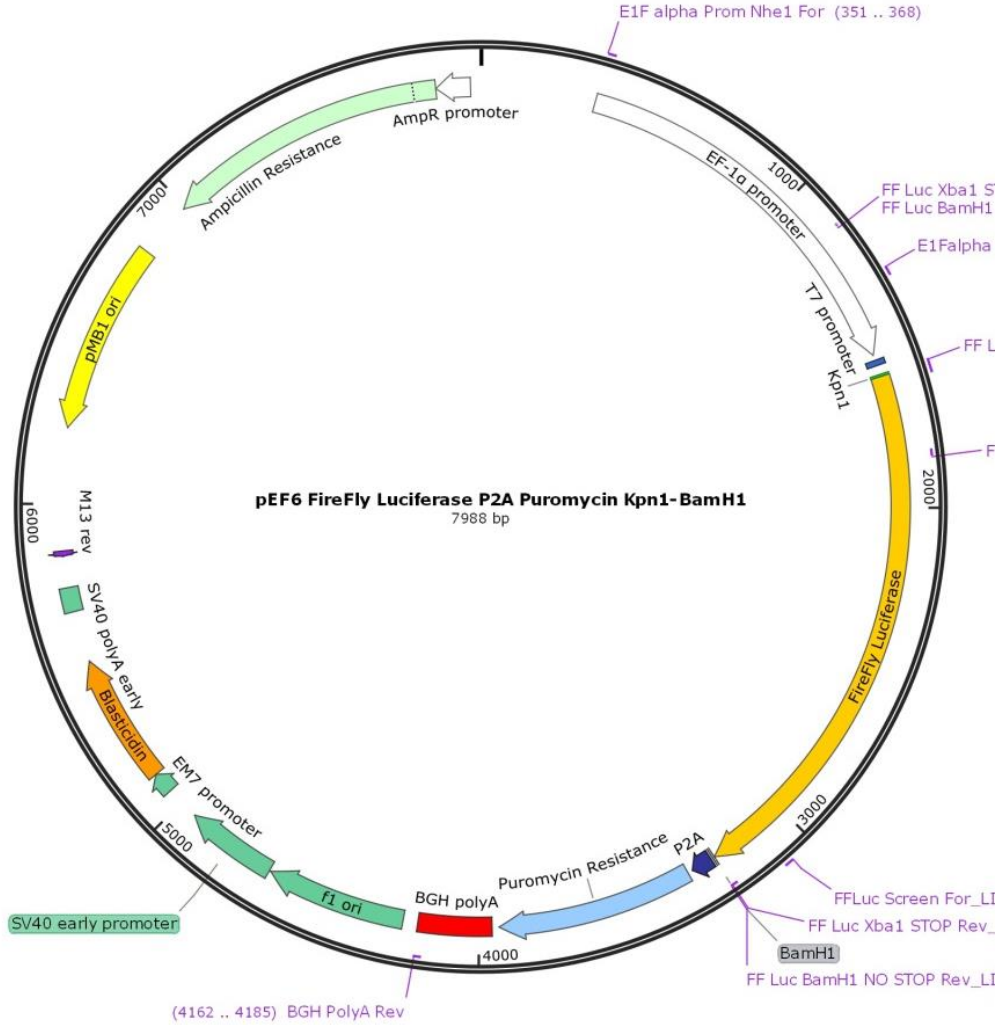 E1F alpha Prom Nhe1 For (351 .. 368)
AmpR promoter
Ampicillin Resistance
EF-1α promoter
1000
7000
FF Luc Xba1 S
FF Luc BamH1
E1Falpha
pMB1 ori
T7 promoter
FF L
Kpn1
F
2000
pEF6 FireFly Luciferase P2A Puromycin Kpn1-BamH1
7988 bp
M13 rev
6000
SV40 polyA early
FireFly Luciferase
Blasticidin
EM7 promoter
5000
3000
P2A
Puromycin Resistance
BGH polyA
f1 ori
FFLuc Screen For_LI
SV40 early promoter
FF Luc Xba1 STOP Rev_
BamH1
4000
FF Luc BamH1 NO STOP Rev_LI
(4162 .. 4185) BGH PolyA Rev